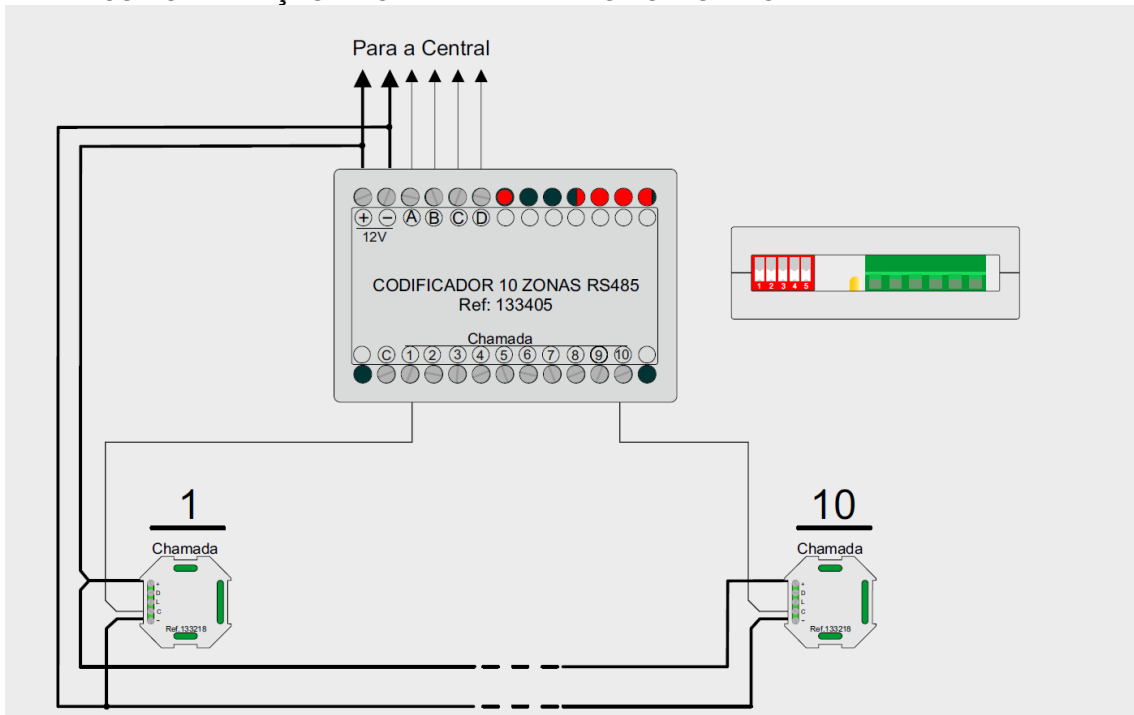 Para a Central
+ − A B C D
12V
CODIFICADOR 10 ZONAS RS485
Ref: 133405
Chamada
C 1 2 3 4 5 6 7 8 9 10
1 2 3 4 5
1
Chamada
+
D
L
C
−
Ref.133218
10
Chamada
+
D
L
C
−
Ref.133218